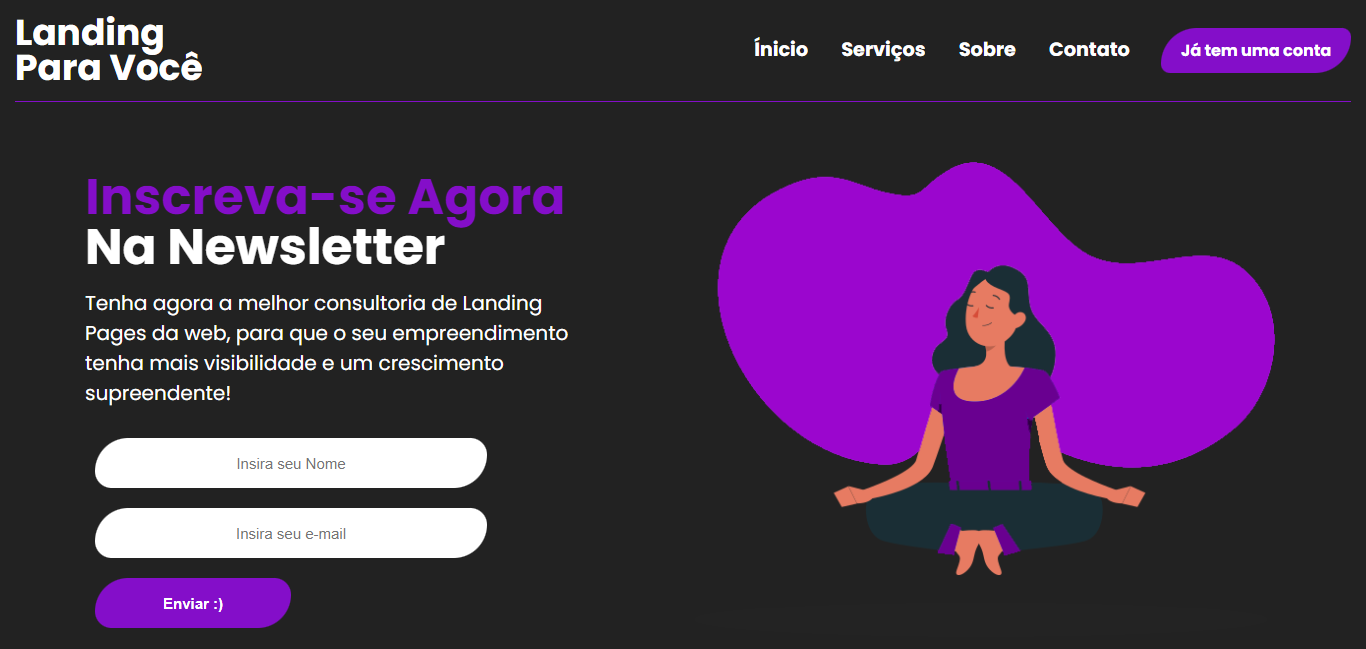 Landing
Para Você
Ínicio
Serviços
Sobre
Contato
Já tem uma conta
Inscreva-se Agora
Na Newsletter
Tenha agora a melhor consultoria de Landing
Pages da web, para que o seu empreendimento
tenha mais visibilidade e um crescimento
supreendente!
Insira seu Nome
Insira seu e-mail
Enviar :)